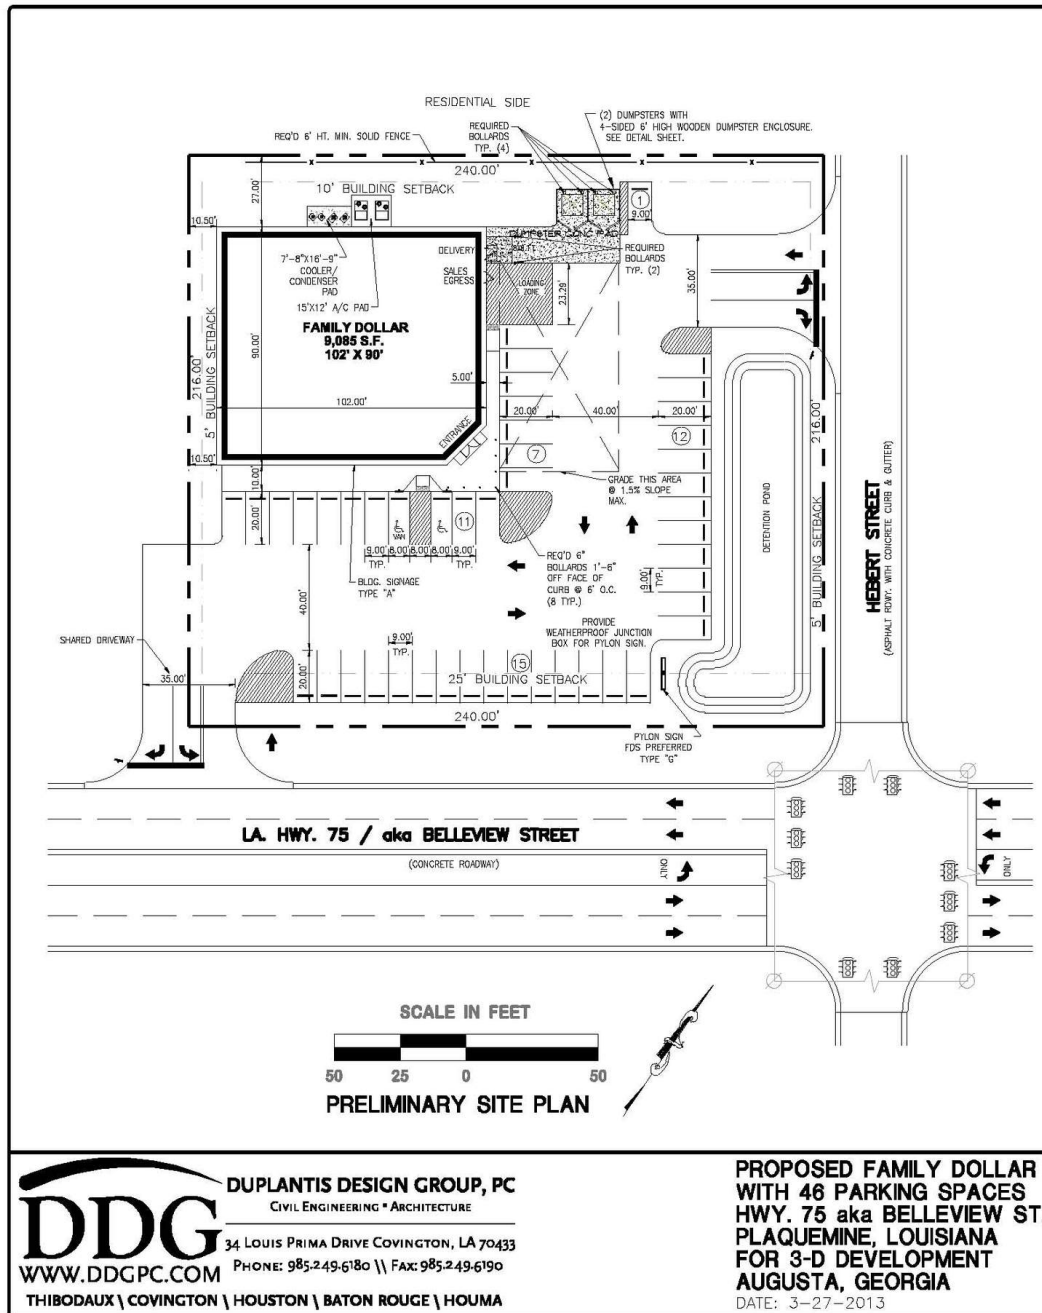 RESIDENTIAL SIDE
REQ'D 6' HT. MIN. SOLID FENCE
REQUIRED
BOLLARDS
TYP. (4)
(2) DUMPSTERS WITH
4-SIDED 6' HIGH WOODEN DUMPSTER ENCLOSURE.
SEE DETAIL SHEET.
240.00'
27.00'
10' BUILDING SETBACK
1
9.00'
10.50'
DUMPSTER CONC PAD
DELIVERY
SALES
EGRESS
LOADING
ZONE
REQUIRED
BOLLARDS
TYP. (2)
23.29'
35.00'
7'-8"X16'-9"
COOLER/
CONDENSER
PAD
15'X12' A/C PAD
FAMILY DOLLAR
9,085 S.F.
102' X 90'
90.00'
216.00'
5' BUILDING SETBACK
102.00'
5.00'
20.00'
40.00'
20.00'
ENTRANCE
7
12
216.00'
5' BUILDING SETBACK
DETENTION POND
HEBERT STREET
(ASPHALT RDWY. WITH CONCRETE CURB & GUTTER)
10.50'
10.00'
20.00'
GRADE THIS AREA
@ 1.5% SLOPE
MAX.
11
VAN
9.00' 8.00' 8.00' 8.00' 9.00'
TYP. TYP.
BLDG. SIGNAGE
TYPE "A"
REQ'D 6"
BOLLARDS 1'-6"
OFF FACE OF
CURB @ 6' O.C.
(8 TYP.)
9.00'
TYP.
40.00'
PROVIDE
WEATHERPROOF JUNCTION
BOX FOR PYLON SIGN.
SHARED DRIVEWAY
35.00'
9.00'
TYP.
15
20.00'
25' BUILDING SETBACK
240.00'
PYLON SIGN
FDS PREFERRED
TYPE "G"
LA. HWY. 75 / aka BELLEVIEW STREET
(CONCRETE ROADWAY)
ONLY
ONLY
SCALE IN FEET
50 25 0 50
PRELIMINARY SITE PLAN
DDG
WWW.DDGPC.COM
DUPLANTIS DESIGN GROUP, PC
CIVIL ENGINEERING • ARCHITECTURE
34 LOUIS PRIMA DRIVE COVINGTON, LA 70433
PHONE: 985.249.6180 \\ FAX: 985.249.6190
THIBODAUX \ COVINGTON \ HOUSTON \ BATON ROUGE \ HOUMA
PROPOSED FAMILY DOLLAR
WITH 46 PARKING SPACES
HWY. 75 aka BELLEVIEW ST.
PLAQUEMINE, LOUISIANA
FOR 3-D DEVELOPMENT
AUGUSTA, GEORGIA
DATE: 3-27-2013